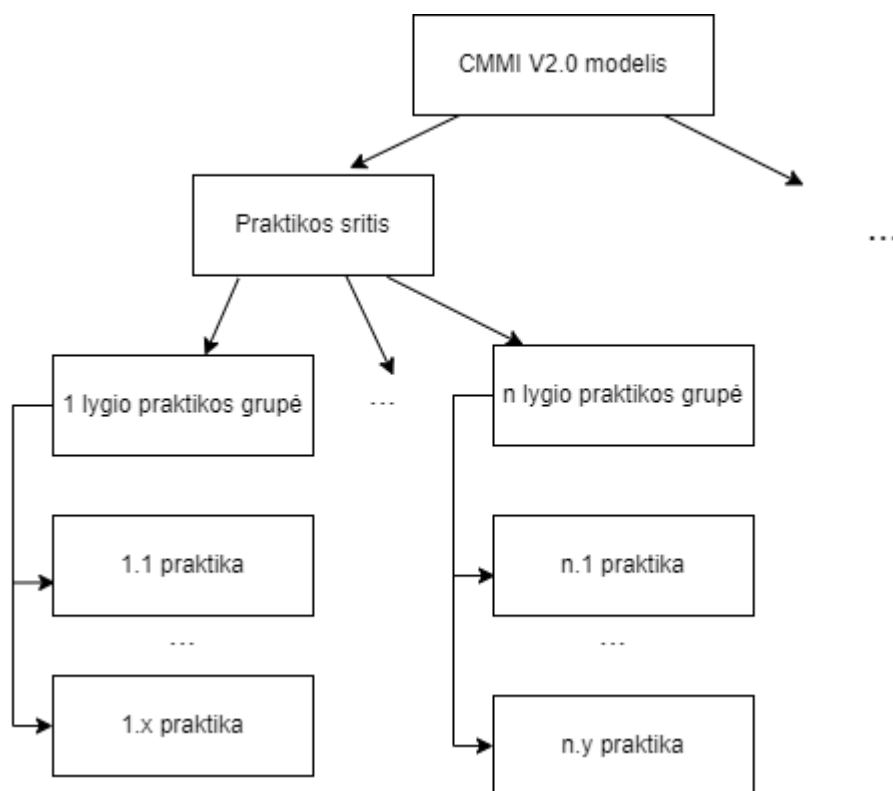 CMMI V2.0 modelis
Praktikos sritis
...
1 lygio praktikos grupė
...
n lygio praktikos grupė
1.1 praktika
n.1 praktika
...
...
1.x praktika
n.y praktika